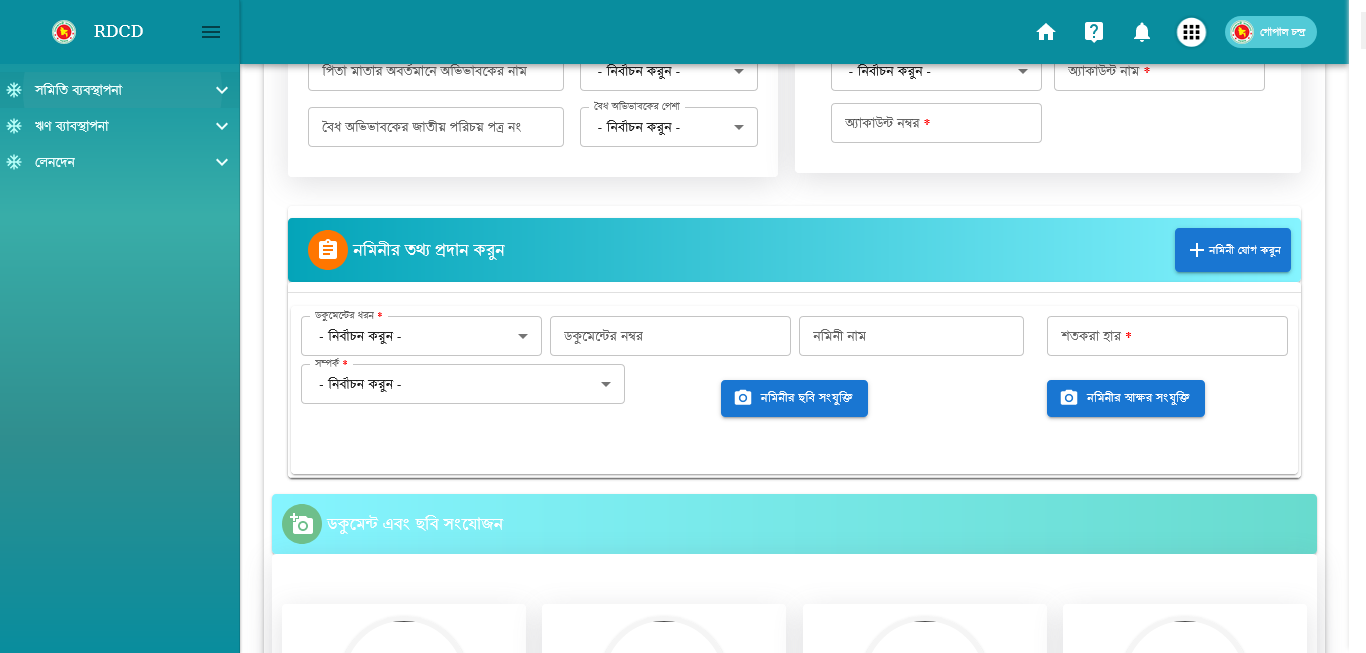 RDCD
গোপাল চন্দ্র
সমিতি ব্যবস্থাপনা
ঋণ ব্যাবস্থাপনা
লেনদেন
পিতা মাতার অবর্তমানে অভিভাবকের নাম
- নির্বাচন করুন -
- নির্বাচন করুন -
অ্যাকাউন্ট নাম *
বৈধ অভিভাবকের জাতীয় পরিচয় পত্র নং
বৈধ অভিভাবকের পেশা
- নির্বাচন করুন -
অ্যাকাউন্ট নম্বর *
নমিনীর তথ্য প্রদান করুন
নমিনী যোগ করুন
ডকুমেন্টের ধরন *
- নির্বাচন করুন -
ডকুমেন্টের নম্বর
নমিনী নাম
শতকরা হার *
সম্পর্ক *
- নির্বাচন করুন -
নমিনীর ছবি সংযুক্তি
নমিনীর স্বাক্ষর সংযুক্তি
ডকুমেন্ট এবং ছবি সংযোজন